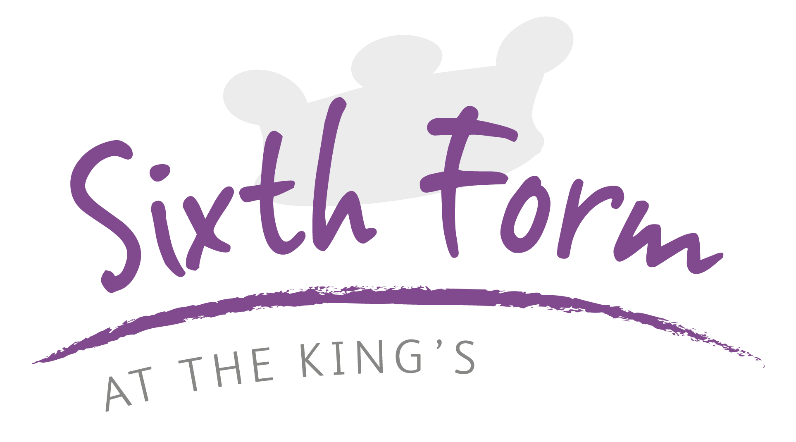 Sixth Form
AT THE KING'S